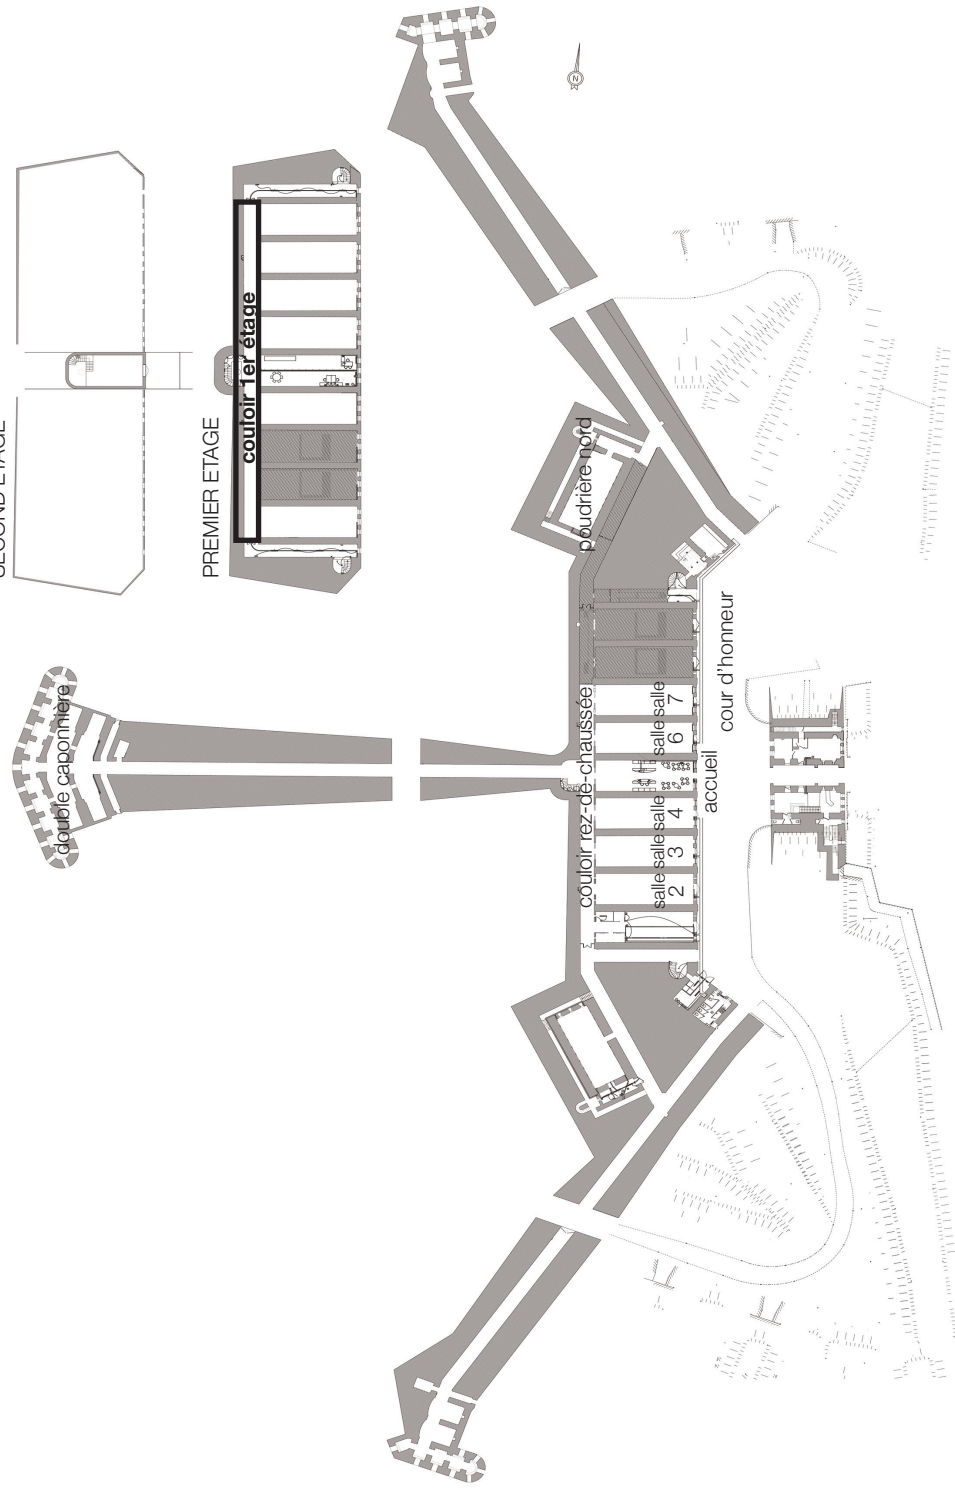 SECOND ETAGE
PREMIER ETAGE
couloir 1er étage
double caponnière
poudrière nord
couloir rez-de-chaussée
salle 2
salle 3
salle 4
salle 6
salle 7
accueil
cour d'honneur
N